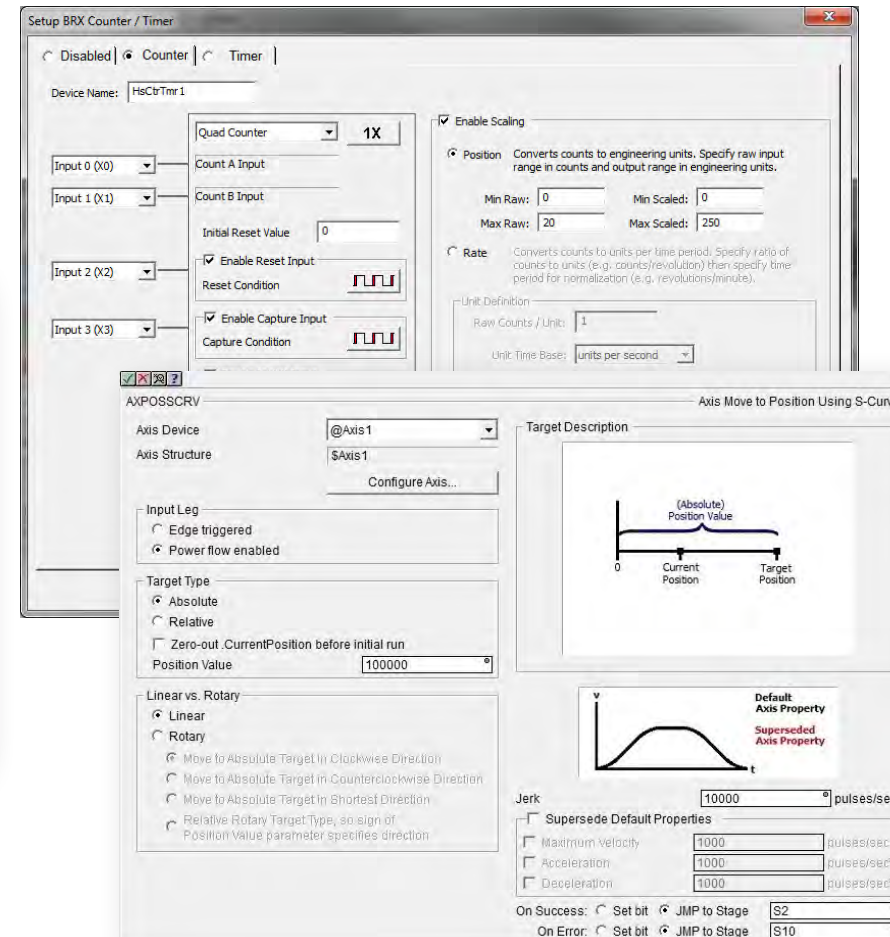 Setup BRX Counter / Timer
Disabled
Counter
Timer
Device Name: HsCtrTmr1
Quad Counter
1X
Input 0 (X0)
Count A Input
Input 1 (X1)
Count B Input
Initial Reset Value 0
Input 2 (X2)
Enable Reset Input
Reset Condition
Input 3 (X3)
Enable Capture Input
Capture Condition
Enable Scaling
Position
Converts counts to engineering units. Specify raw input
range in counts and output range in engineering units.
Min Raw: 0 Min Scaled: 0
Max Raw: 20 Max Scaled: 250
Rate
Converts counts to units per time period. Specify ratio of
counts to units (e.g. counts/revolution) then specify time
period for normalization (e.g. revolutions/minute).
Unit Definition
Raw Counts / Unit: 1
Unit Time Base: units per second
AXPOSSCRV
Axis Move to Position Using S-Curv
Axis Device @Axis1
Axis Structure $Axis1
Configure Axis...
Input Leg
Edge triggered
Power flow enabled
Target Type
Absolute
Relative
Zero-out .CurrentPosition before initial run
Position Value 100000
Linear vs. Rotary
Linear
Rotary
Move to Absolute Target in Clockwise Direction
Move to Absolute Target in Counterclockwise Direction
Move to Absolute Target in Shortest Direction
Relative Rotary Target Type, so sign of
Position Value parameter specifies direction
Target Description
(Absolute)
Position Value
0 Current Target
Position Position
v
t
Default
Axis Property
Superseded
Axis Property
Jerk 10000 pulses/sec
Supersede Default Properties
Maximum Velocity 1000 pulses/sec
Acceleration 1000 pulses/sec
Deceleration 1000 pulses/sec
On Success: Set bit JMP to Stage S2
On Error: Set bit JMP to Stage S10